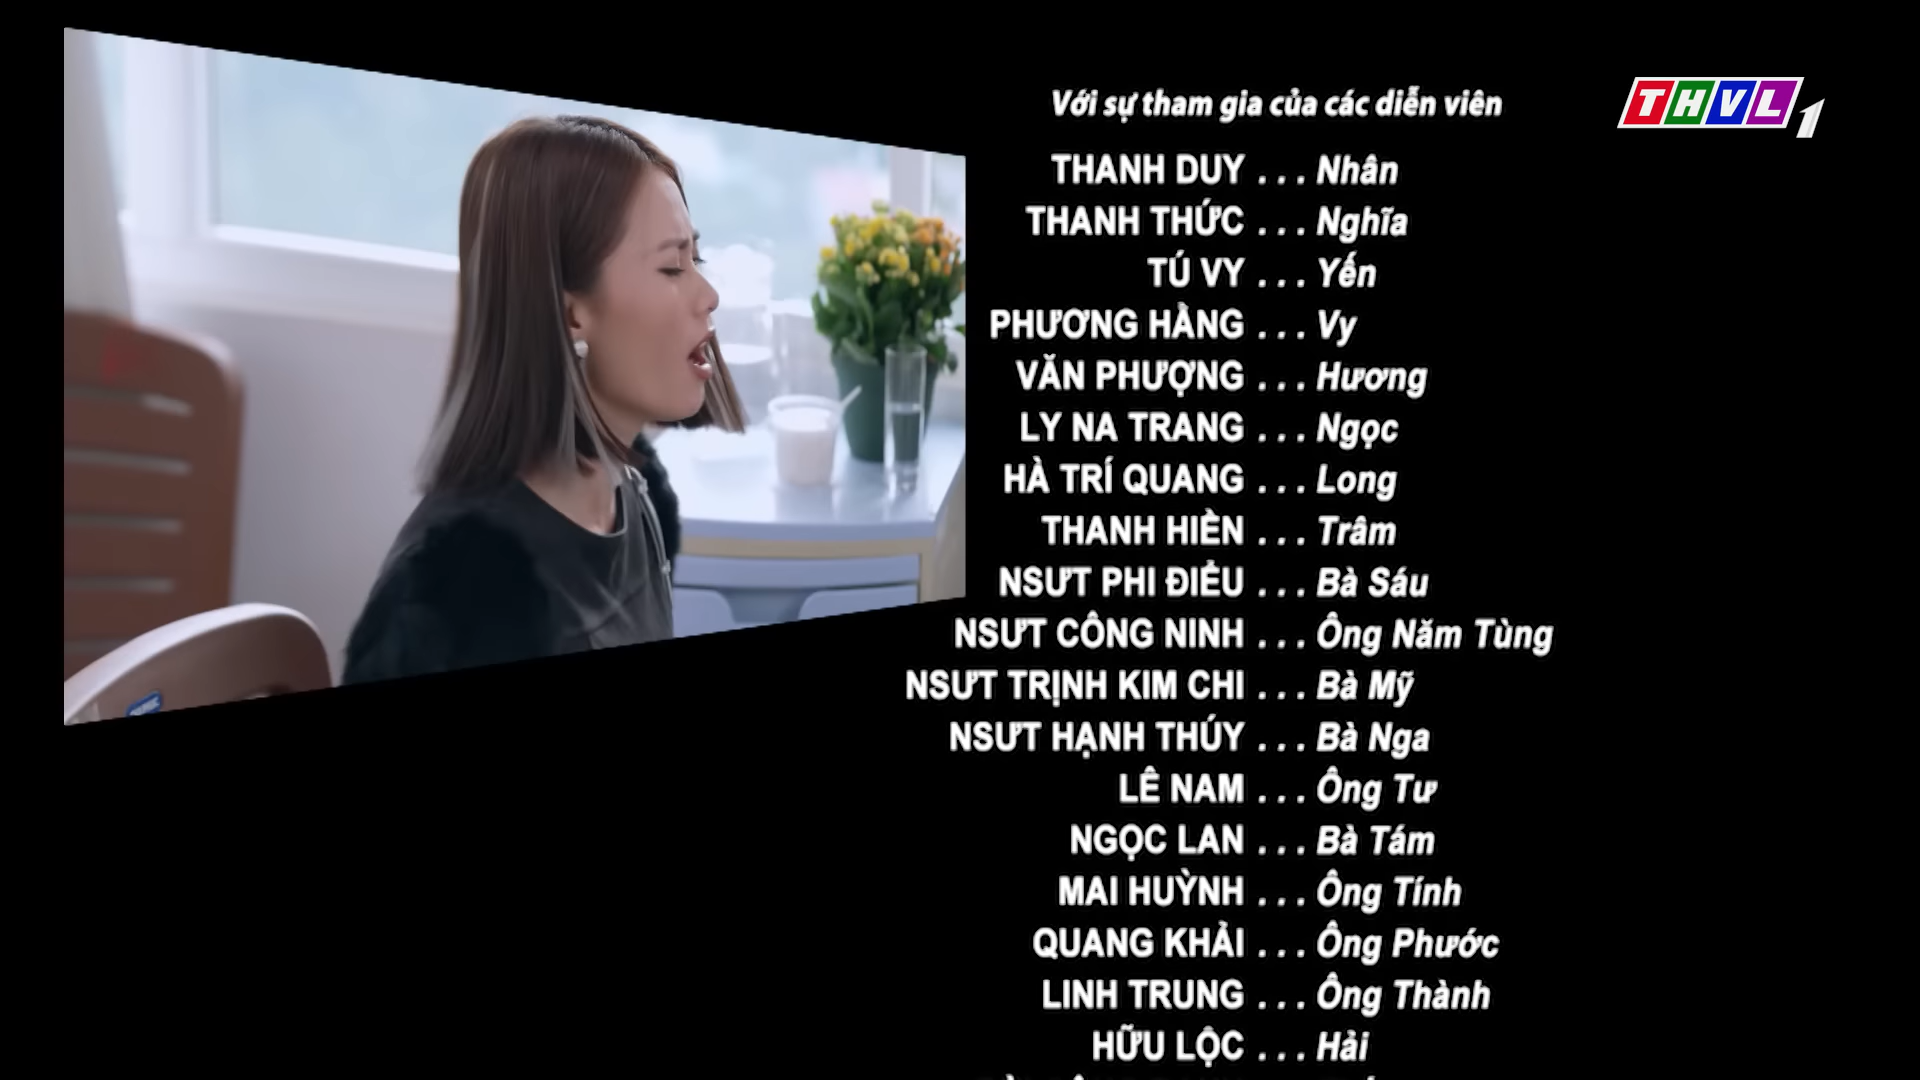 Với sự tham gia của các diễn viên
THVL 1
THANH DUY . . . Nhân
THANH THỨC . . . Nghĩa
TÚ VY . . . Yến
PHƯƠNG HẰNG . . . Vy
VĂN PHƯỢNG . . . Hương
LY NA TRANG . . . Ngọc
HÀ TRÍ QUANG . . . Long
THANH HIỀN . . . Trâm
NSƯT PHI ĐIỂU . . . Bà Sáu
NSƯT CÔNG NINH . . . Ông Năm Tùng
NSƯT TRỊNH KIM CHI . . . Bà Mỹ
NSƯT HẠNH THÚY . . . Bà Nga
LÊ NAM . . . Ông Tư
NGỌC LAN . . . Bà Tám
MAI HUỲNH . . . Ông Tính
QUANG KHẢI . . . Ông Phước
LINH TRUNG . . . Ông Thành
HỮU LỘC . . . Hải